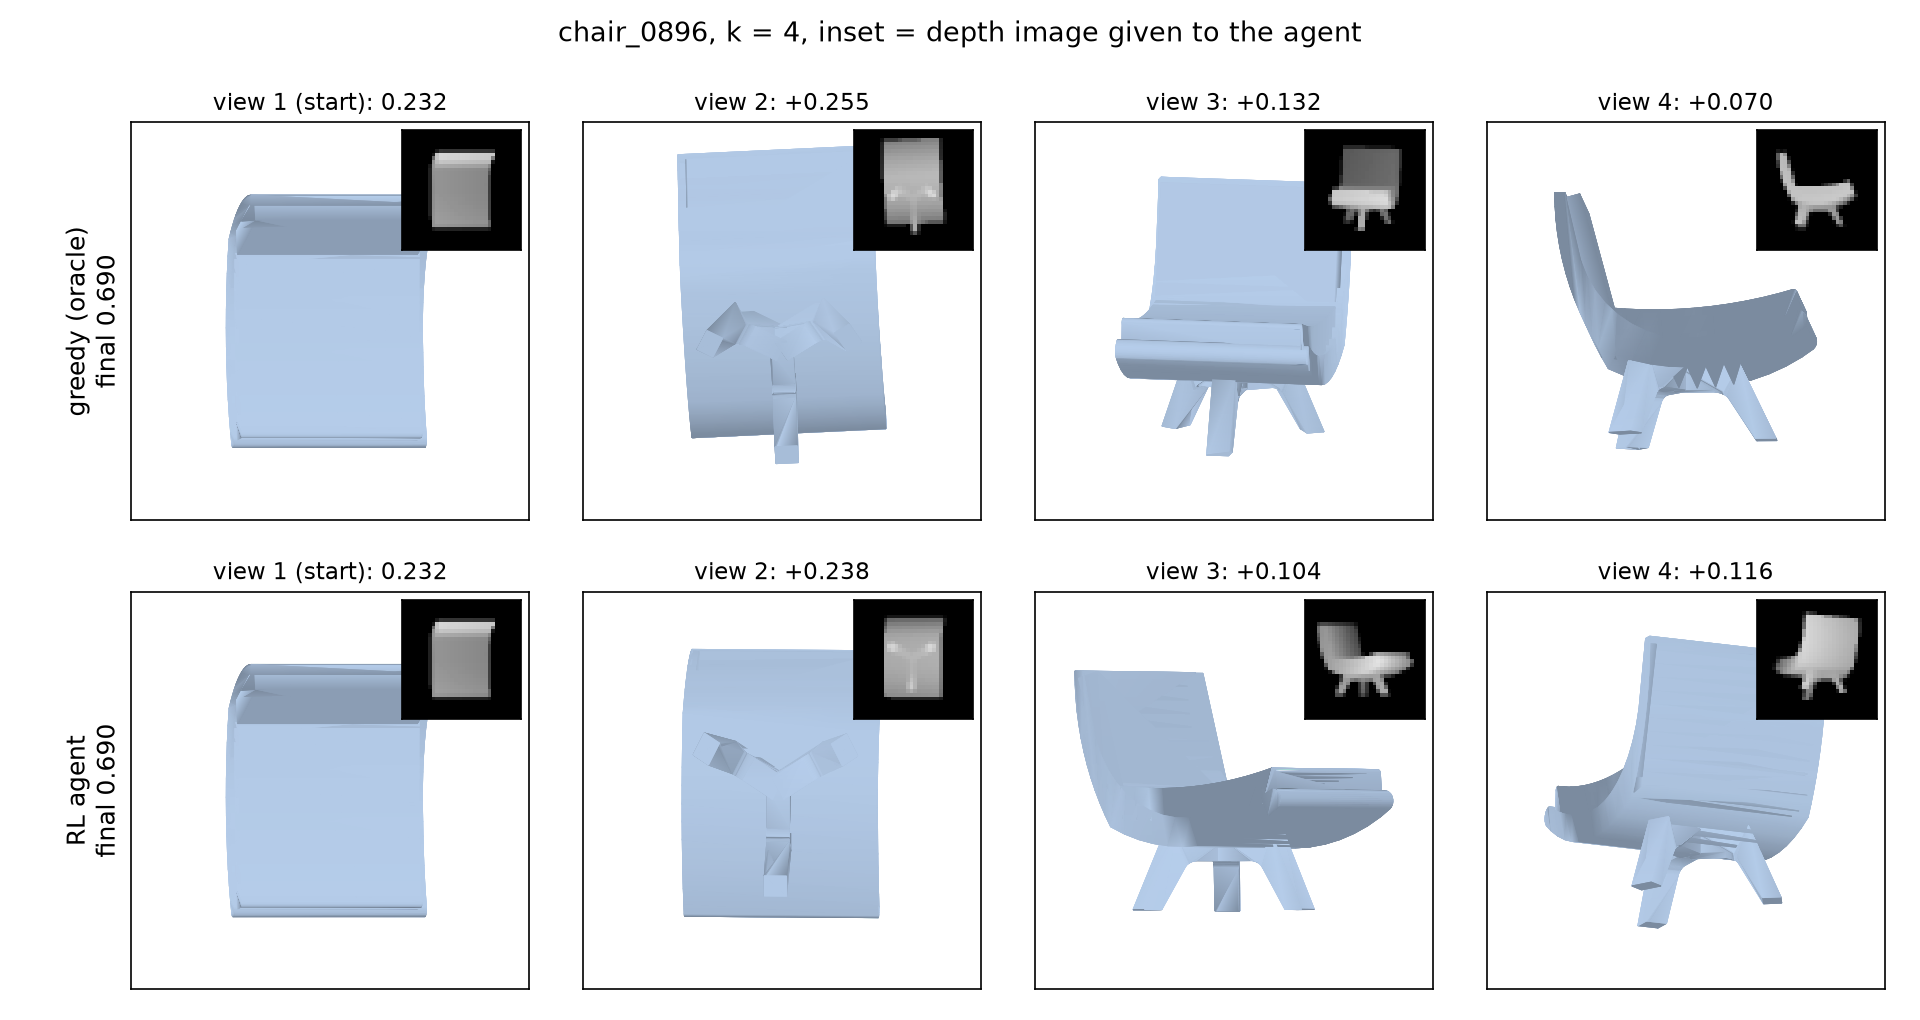 chair_0896, k = 4, inset = depth image given to the agent
view 1 (start): 0.232
view 2: +0.255
view 3: +0.132
view 4: +0.070
greedy (oracle)
final 0.690
view 1 (start): 0.232
view 2: +0.238
view 3: +0.104
view 4: +0.116
RL agent
final 0.690